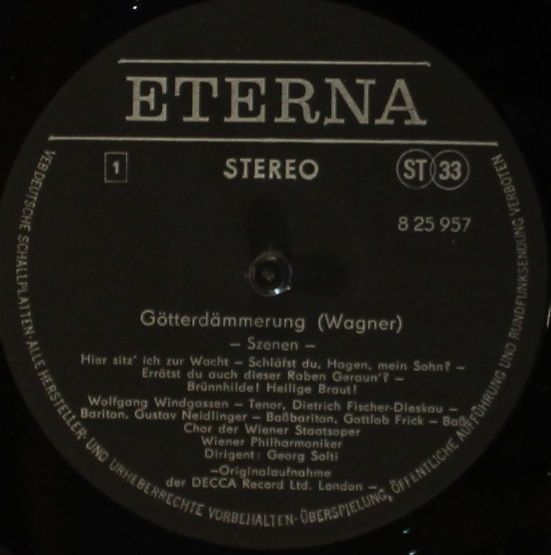 ETERNA
1 STEREO ST 33
8 25 957
Götterdämmerung (Wagner)
– Szenen –
Hier sitz' ich zur Wacht – Schläfst du, Hagen, mein Sohn? –
Errätst du auch dieser Raben Geraun'? –
Brünnhilde! Heilige Braut!
Wolfgang Windgassen – Tenor, Dietrich Fischer-Dieskau –
Bariton, Gustav Neidlinger – Baßbariton, Gottlob Frick – Baß
Chor der Wiener Staatsoper
Wiener Philharmoniker
Dirigent: Georg Solti
–Originalaufnahme
der DECCA Record Ltd. London –
VEB DEUTSCHE SCHALLPLATTEN · ALLE HERSTELLER- UND URHEBERRECHTE VORBEHALTEN · ÜBERSPIELUNG, ÖFFENTLICHE AUFFÜHRUNG UND RUNDFUNKSENDUNG VERBOTEN